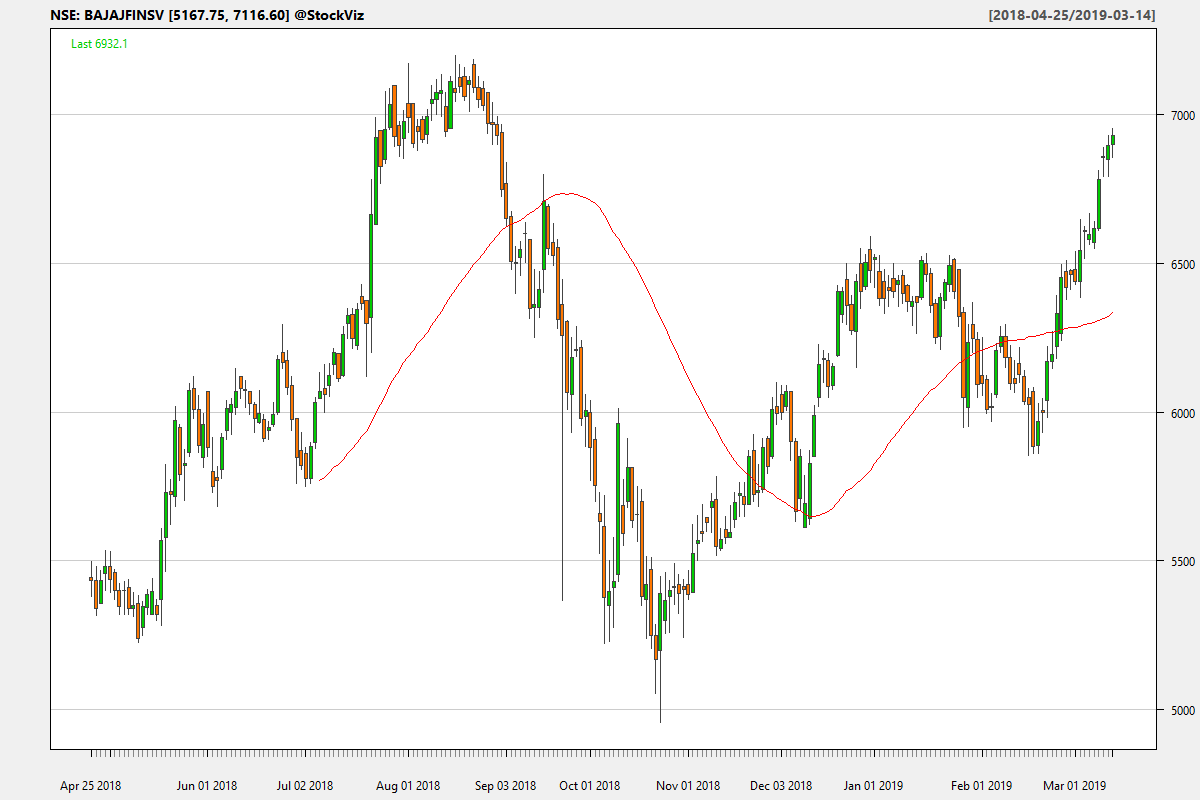 NSE: BAJAJFINSV [5167.75, 7116.60] @StockViz [2018-04-25/2019-03-14]
Last 6932.1
7000
6500
6000
5500
5000
Apr 25 2018 Jun 01 2018 Jul 02 2018 Aug 01 2018 Sep 03 2018 Oct 01 2018 Nov 01 2018 Dec 03 2018 Jan 01 2019 Feb 01 2019 Mar 01 2019